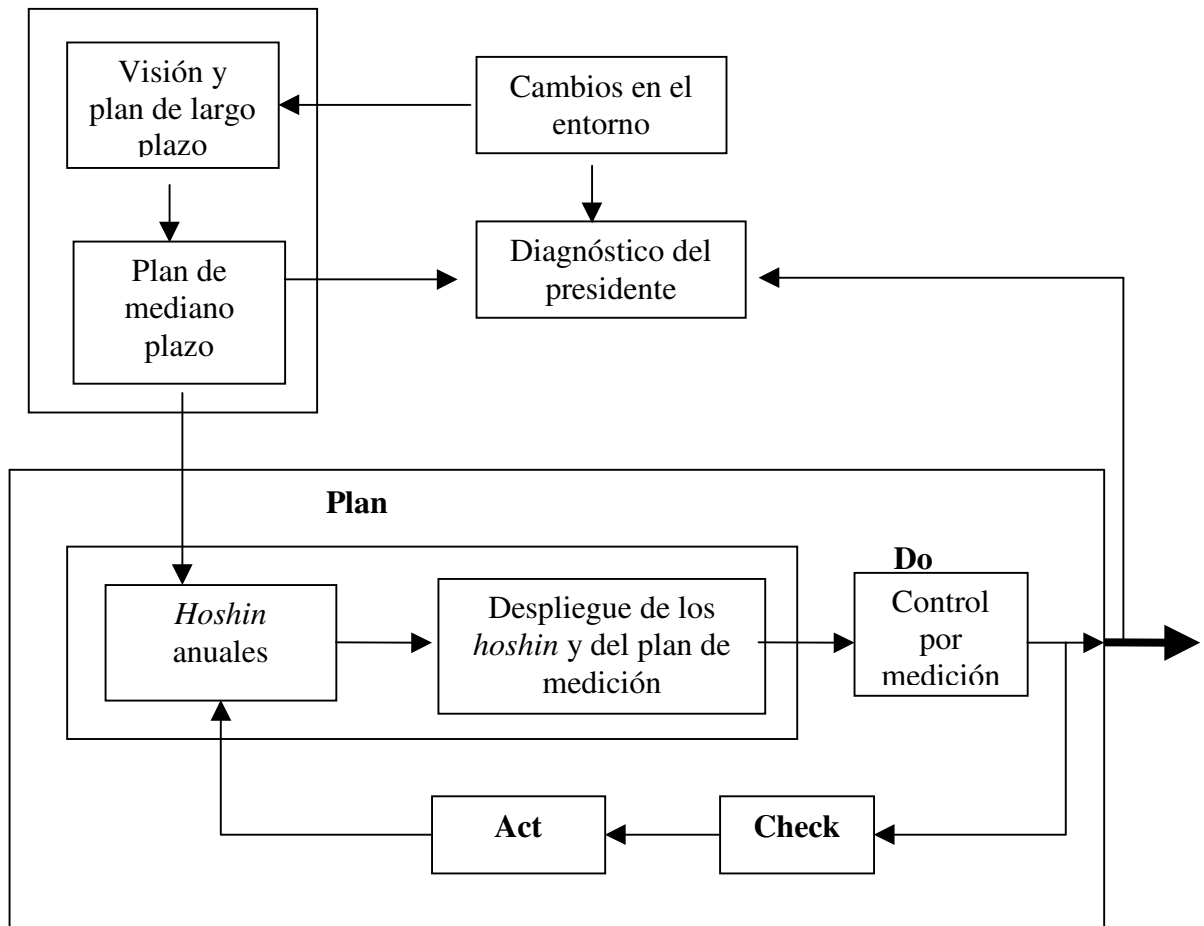 Visión y
plan de largo
plazo
Cambios en el
entorno
Plan de
mediano
plazo
Diagnóstico del
presidente
Plan
Hoshin
anuales
Despliegue de los
hoshin y del plan de
medición
Do
Control
por
medición
Act
Check